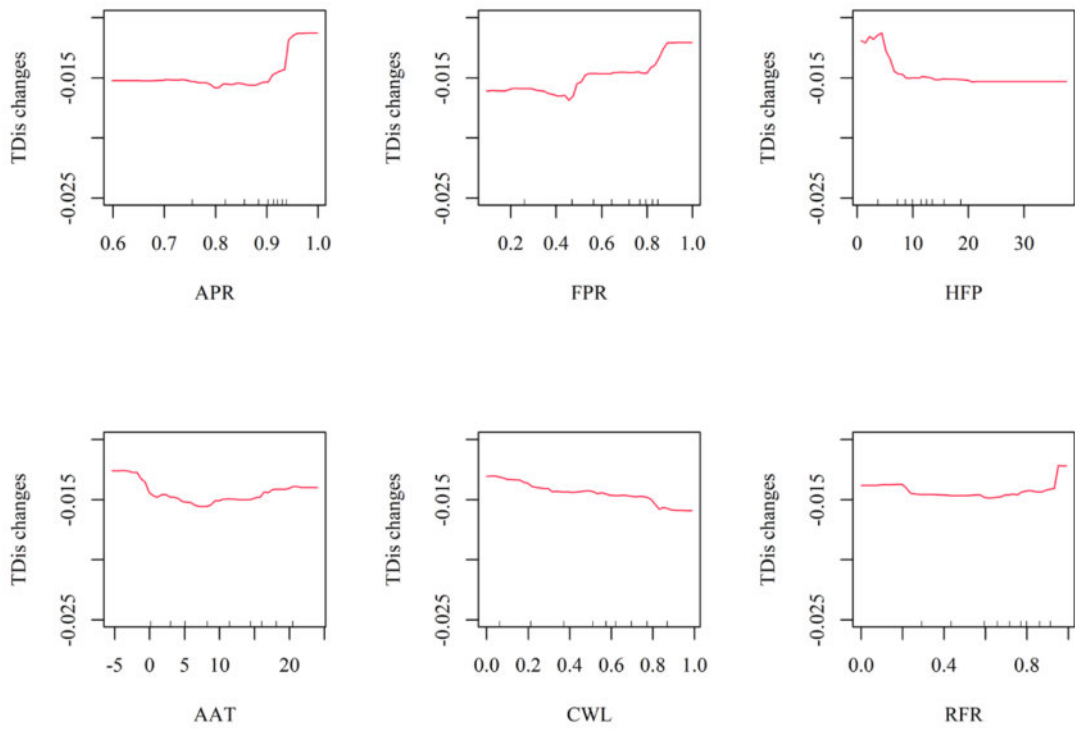 TDis changes
-0.015
-0.025
0.6 0.7 0.8 0.9 1.0
APR
TDis changes
-0.015
-0.025
0.2 0.4 0.6 0.8 1.0
FPR
TDis changes
-0.015
-0.025
0 10 20 30
HFP
TDis changes
-0.015
-0.025
-5 0 5 10 20
AAT
TDis changes
-0.015
-0.025
0.0 0.2 0.4 0.6 0.8 1.0
CWL
TDis changes
-0.015
-0.025
0.0 0.4 0.8
RFR